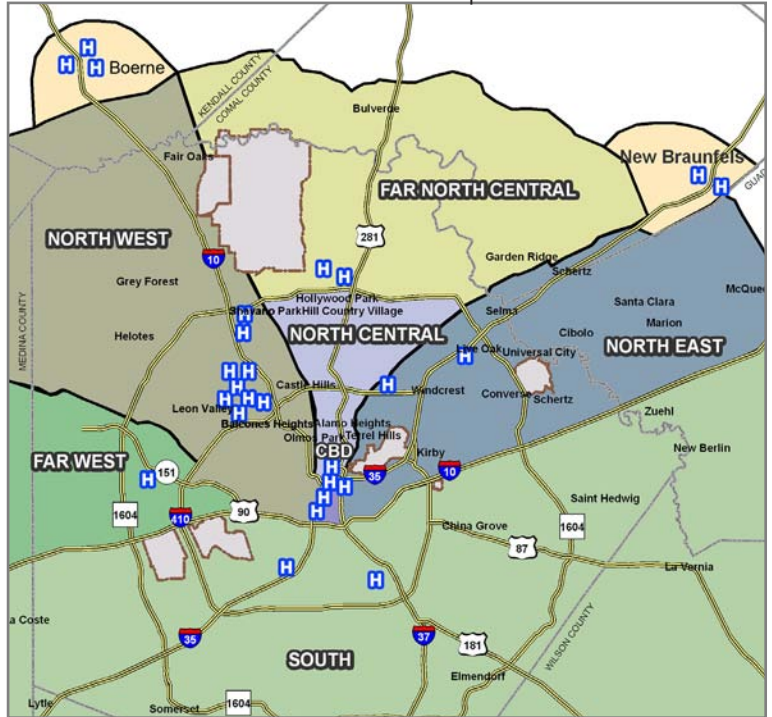 H
H
H
Boerne
KENDALL COUNTY
COMAL COUNTY
Bulverde
New Braunfels
H
H
Fair Oaks
FAR NORTH CENTRAL
NORTH WEST
281
10
Garden Ridge
Schertz
Grey Forest
H
H
MEDINA COUNTY
Hollywood Park
Santa Clara
H
Shavano Park
Hill Country Village
Selma
Marion
Cibolo
H
Helotes
NORTH CENTRAL
NORTH EAST
Live Oak
Universal City
H
H
H
H
Castle Hills
H
Windcrest
Converse
Schertz
H
H
H
Leon Valley
H
Zuehl
Balcones Heights
Alamo Heights
Olmos Park
Terrel Hills
New Berlin
FAR WEST
CBD
Kirby
151
H
H
35
10
H
H
Saint Hedwig
H
1604
410
90
H
China Grove
1604
87
H
H
La Vernia
a Coste
35
37
181
WILSON COUNTY
SOUTH
Elmendorf
Lytle
Somerset
1604